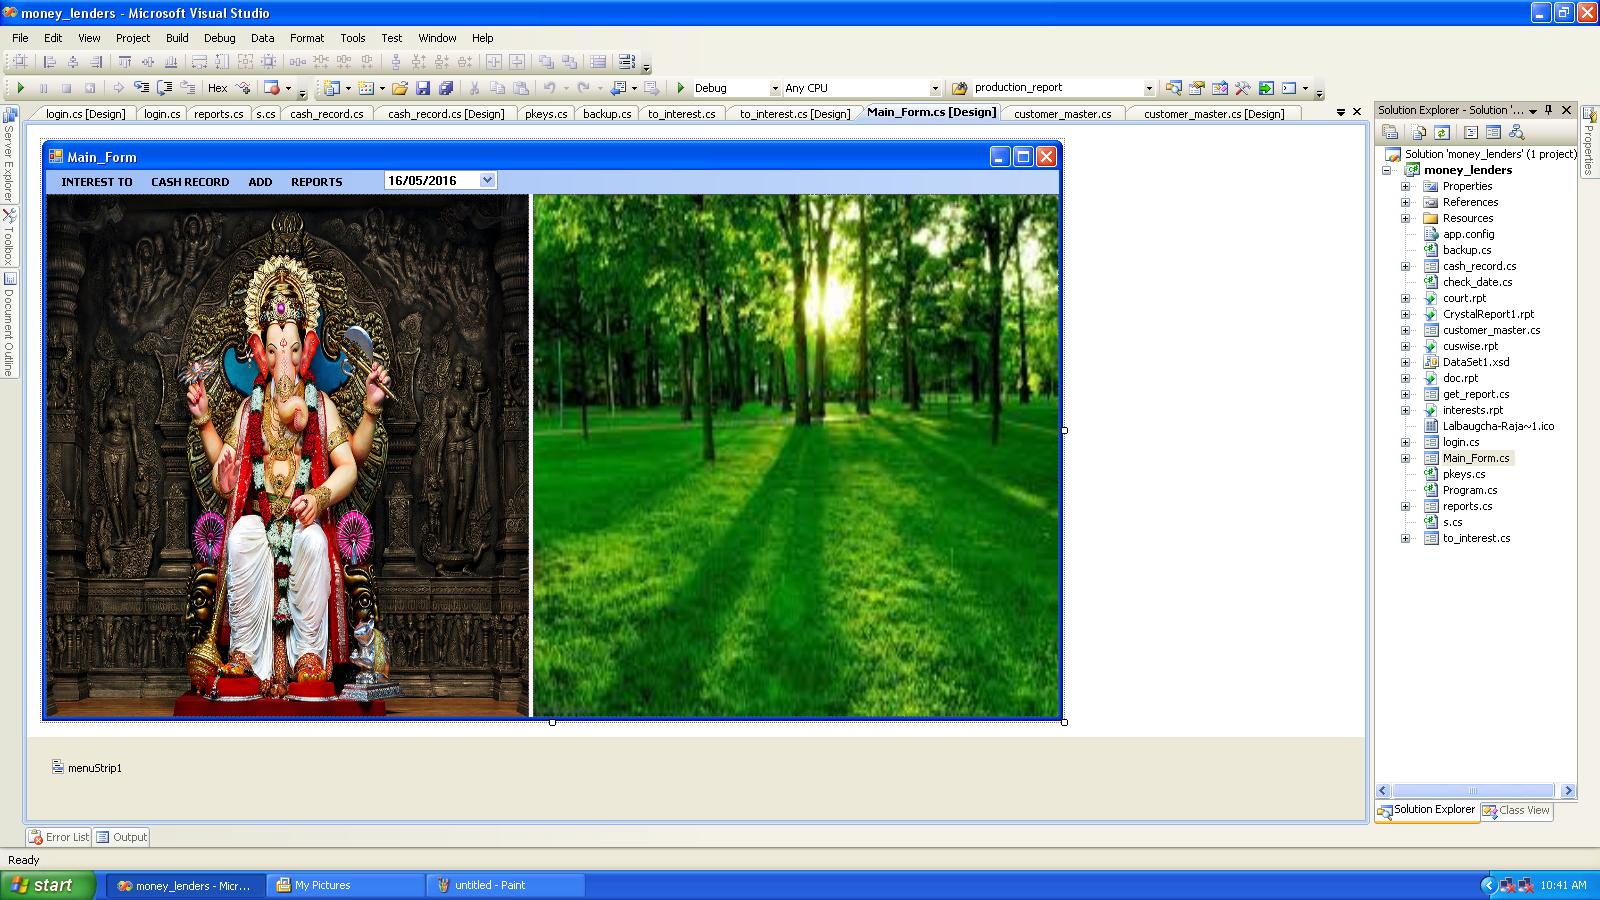 money_lenders - Microsoft Visual Studio
File Edit View Project Build Debug Data Format Tools Test Window Help
Hex Debug Any CPU production_report
login.cs [Design] login.cs reports.cs s.cs cash_record.cs cash_record.cs [Design] pkeys.cs backup.cs to_interest.cs to_interest.cs [Design] Main_Form.cs [Design] customer_master.cs customer_master.cs [Design]
Server Explorer
Toolbox
Document Outline
Main_Form
INTEREST TO CASH RECORD ADD REPORTS 16/05/2016
menuStrip1
Solution Explorer - Solution '...
Solution 'money_lenders' (1 project)
money_lenders
Properties
References
Resources
app.config
backup.cs
cash_record.cs
check_date.cs
court.rpt
CrystalReport1.rpt
customer_master.cs
cuswise.rpt
DataSet1.xsd
doc.rpt
get_report.cs
interests.rpt
Lalbaugcha-Raja~1.ico
login.cs
Main_Form.cs
pkeys.cs
Program.cs
reports.cs
s.cs
to_interest.cs
Solution Explorer Class View
Properties
Error List Output
Ready
start money_lenders - Micr... My Pictures untitled - Paint 10:41 AM